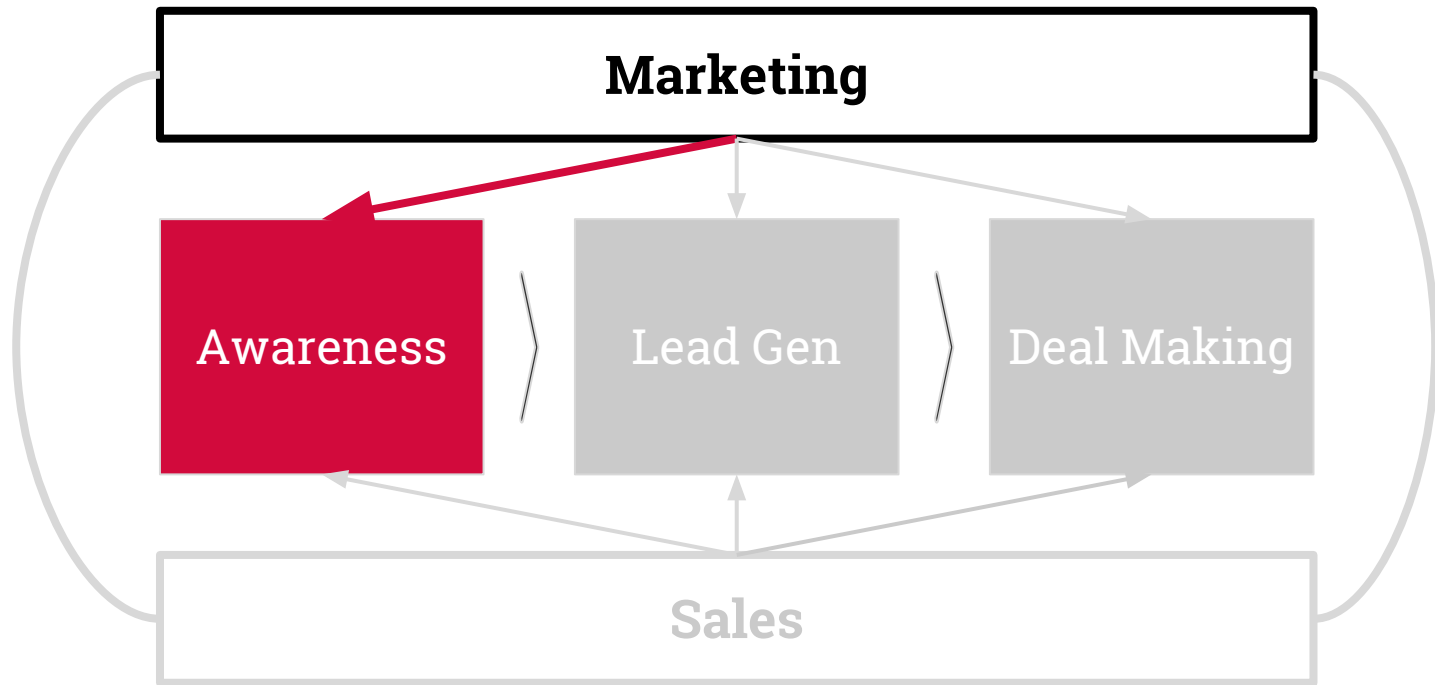 Marketing
Awareness
Lead Gen
Deal Making
Sales